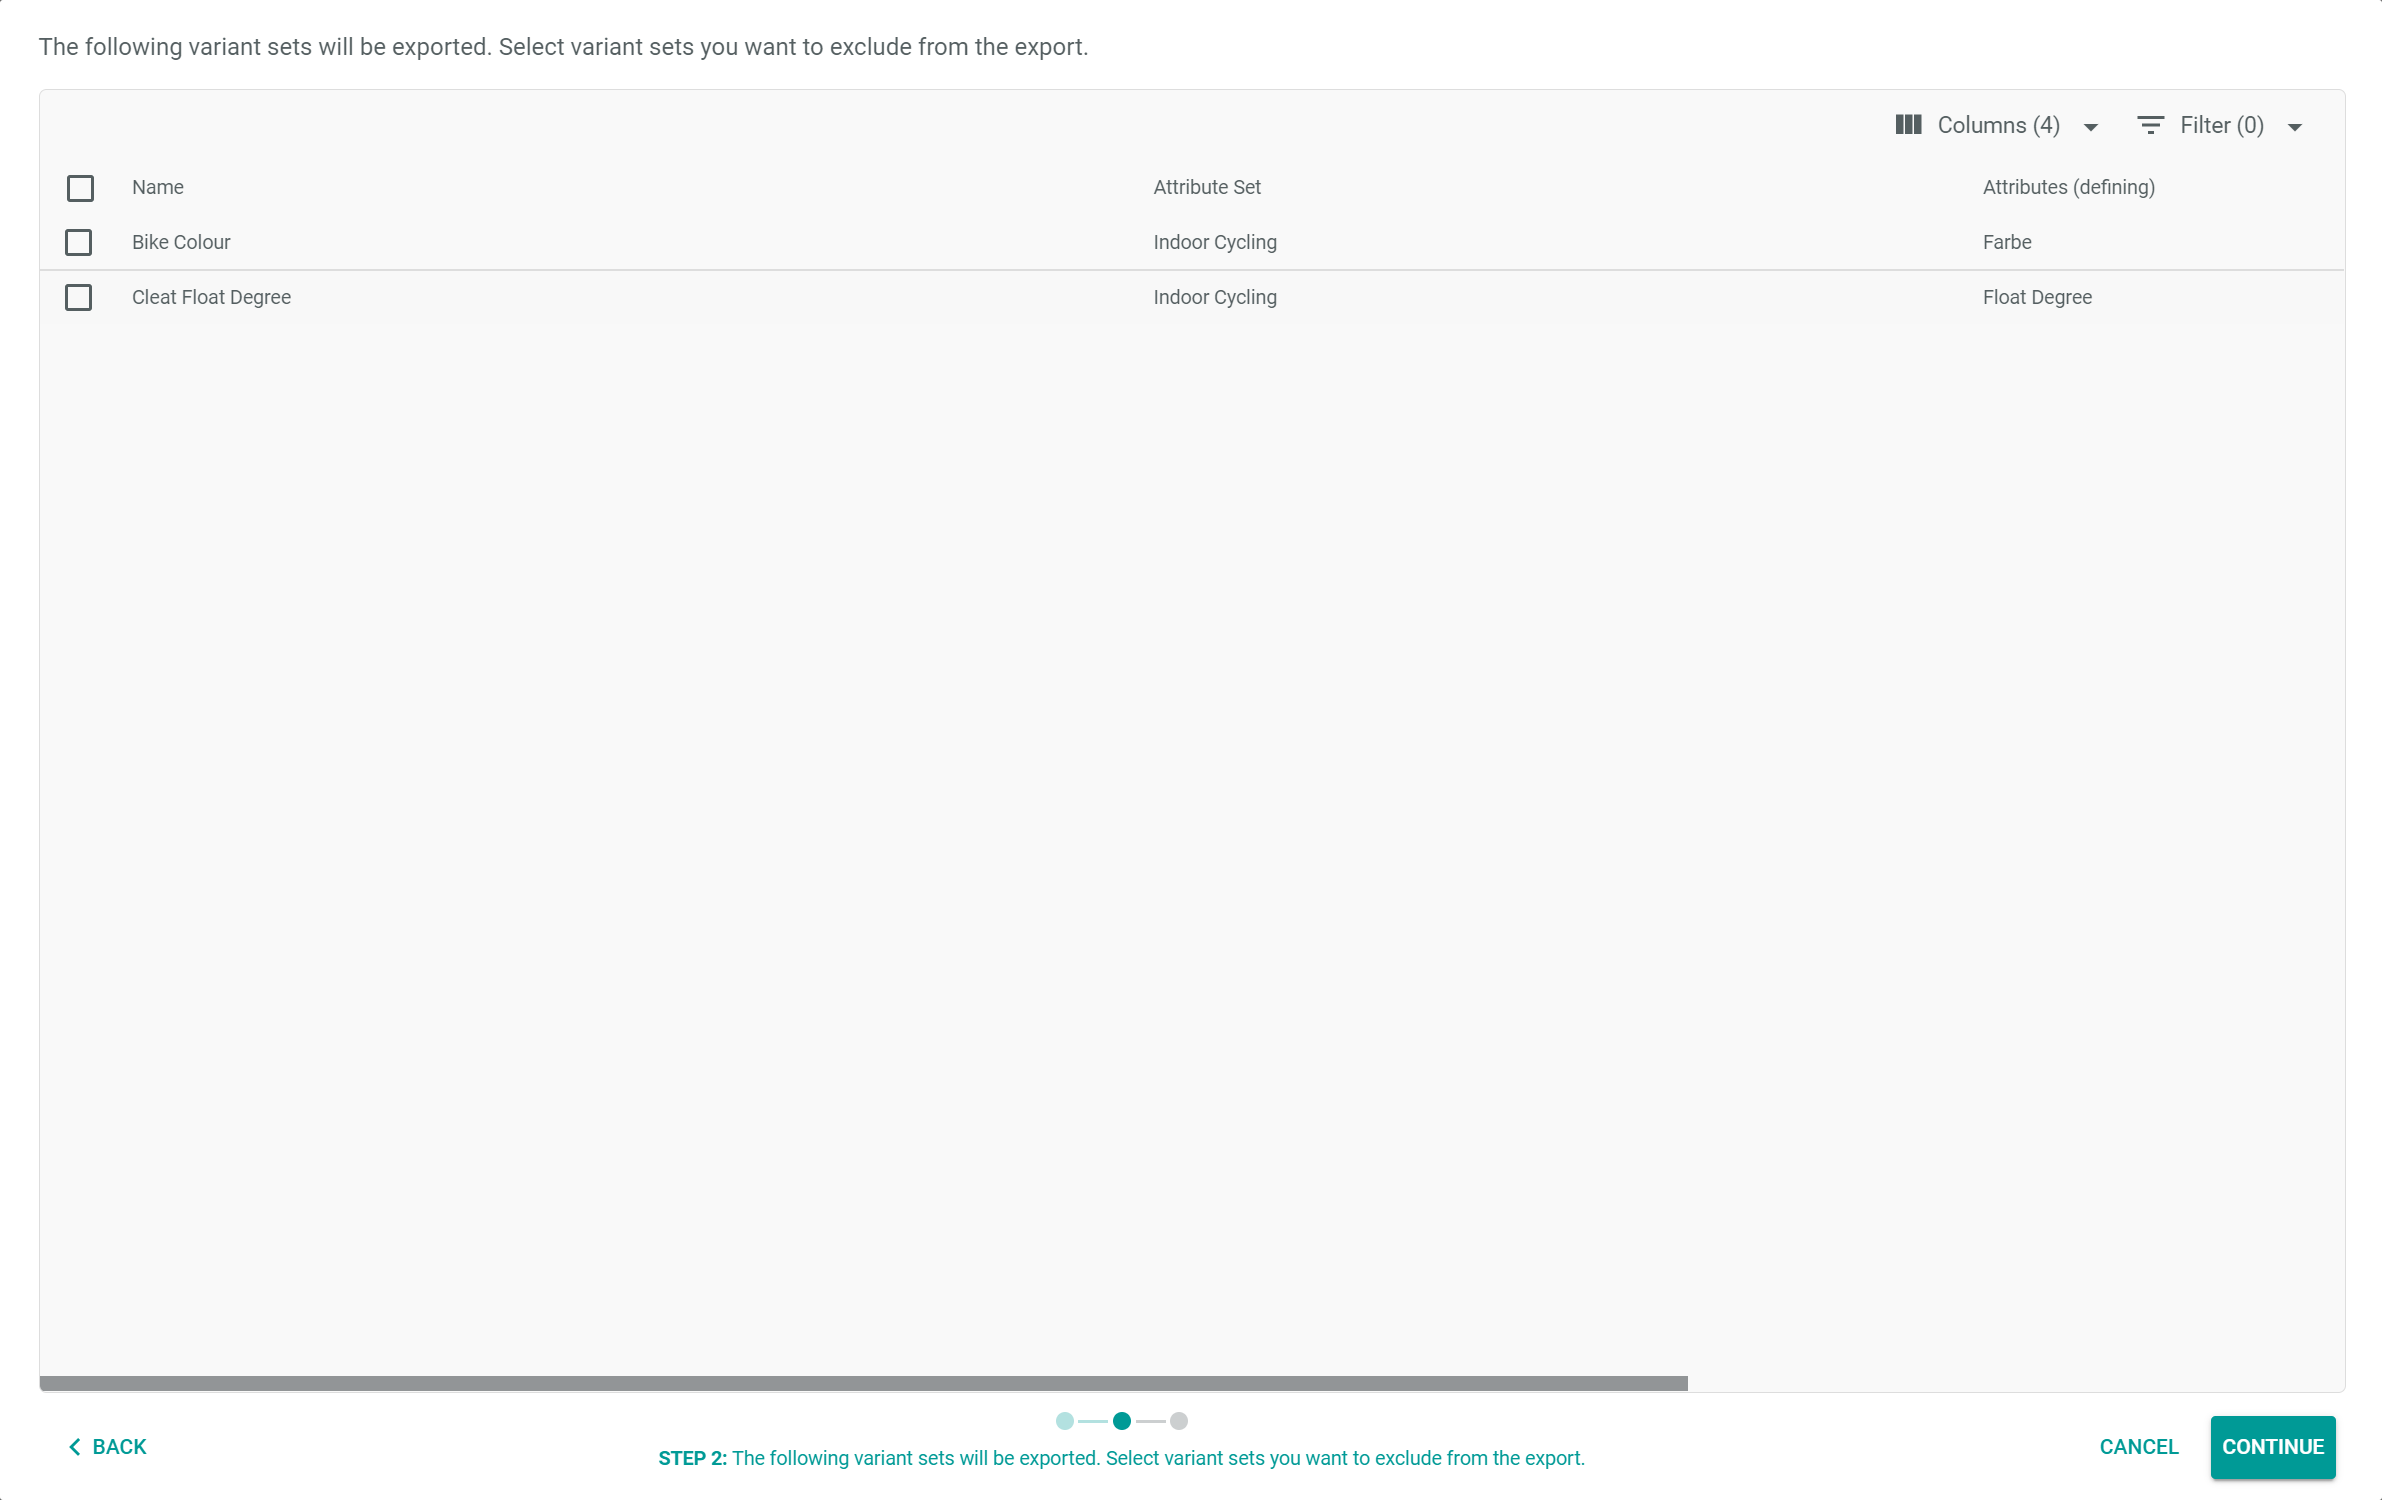 The following variant sets will be exported. Select variant sets you want to exclude from the export.
Columns (4) Filter (0)
Name Attribute Set Attributes (defining)
Bike Colour Indoor Cycling Farbe
Cleat Float Degree Indoor Cycling Float Degree
BACK
STEP 2: The following variant sets will be exported. Select variant sets you want to exclude from the export.
CANCEL CONTINUE